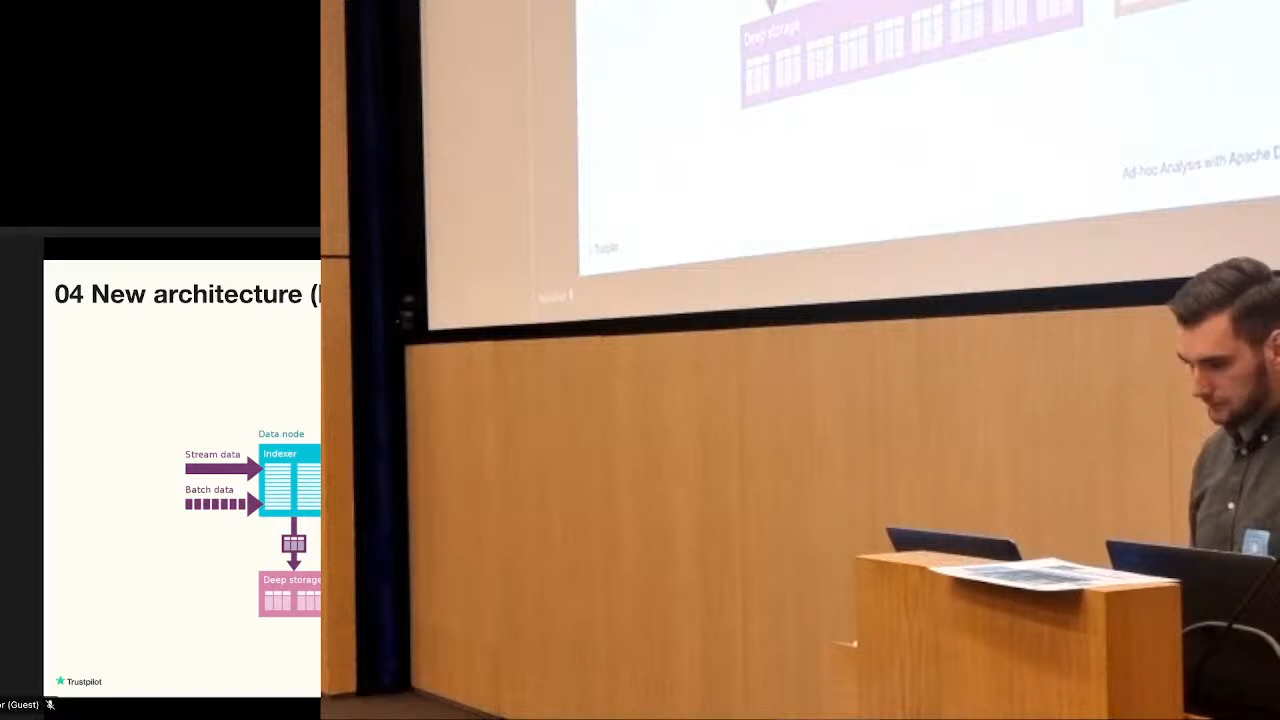 04 New architecture (
Data node
Stream data
Indexer
Batch data
Deep storage
Trustpilot
r (Guest)
Deep storage
Ad-hoc Analysis with Apache D